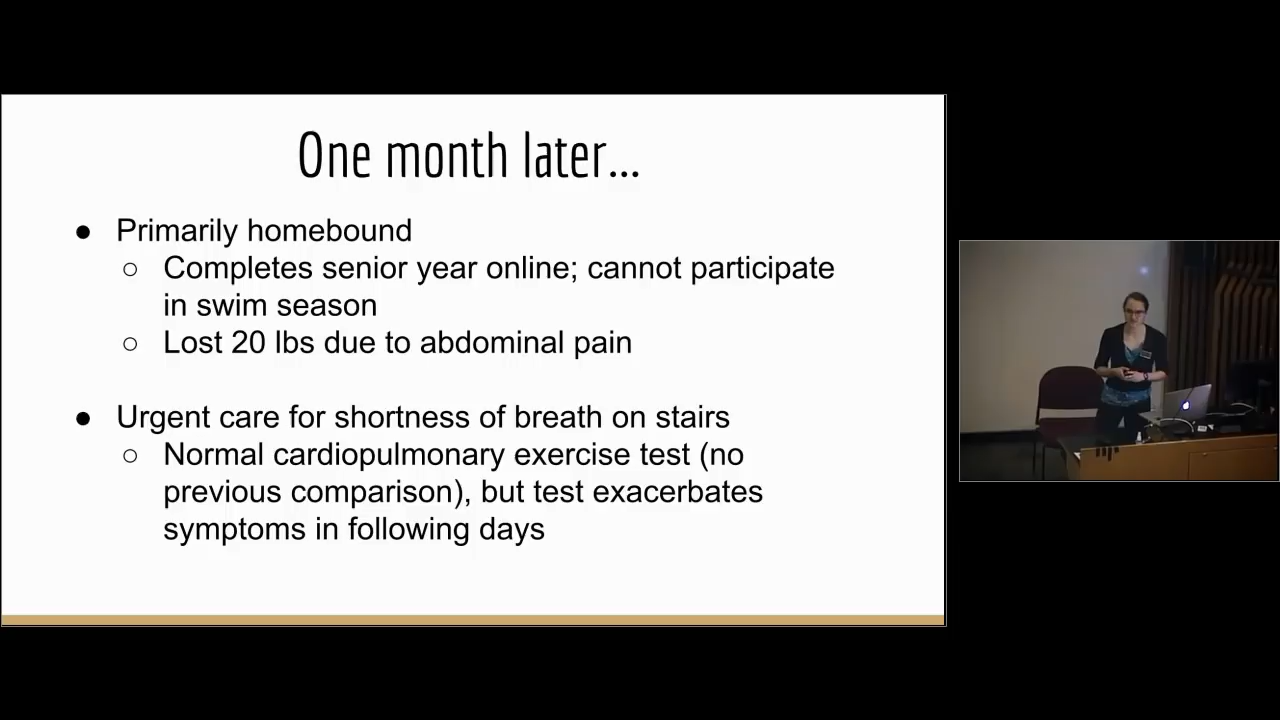 One month later...
● Primarily homebound
○ Completes senior year online; cannot participate
in swim season
○ Lost 20 lbs due to abdominal pain
● Urgent care for shortness of breath on stairs
○ Normal cardiopulmonary exercise test (no
previous comparison), but test exacerbates
symptoms in following days